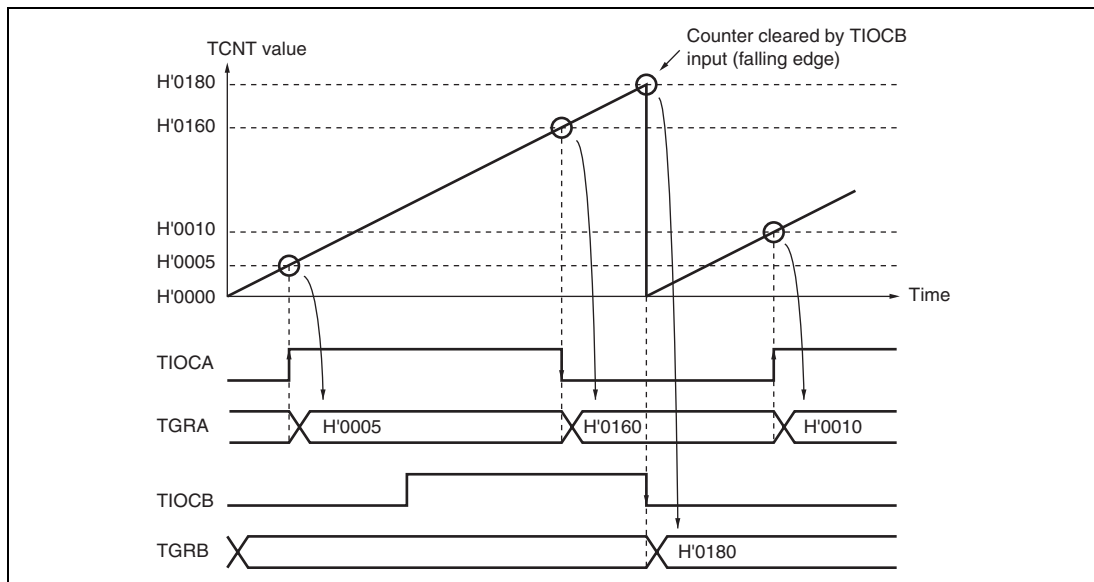 Counter cleared by TIOCB
input (falling edge)
TCNT value
H'0180
H'0160
H'0010
H'0005
H'0000
Time
TIOCA
TGRA
H'0005
H'0160
H'0010
TIOCB
TGRB
H'0180